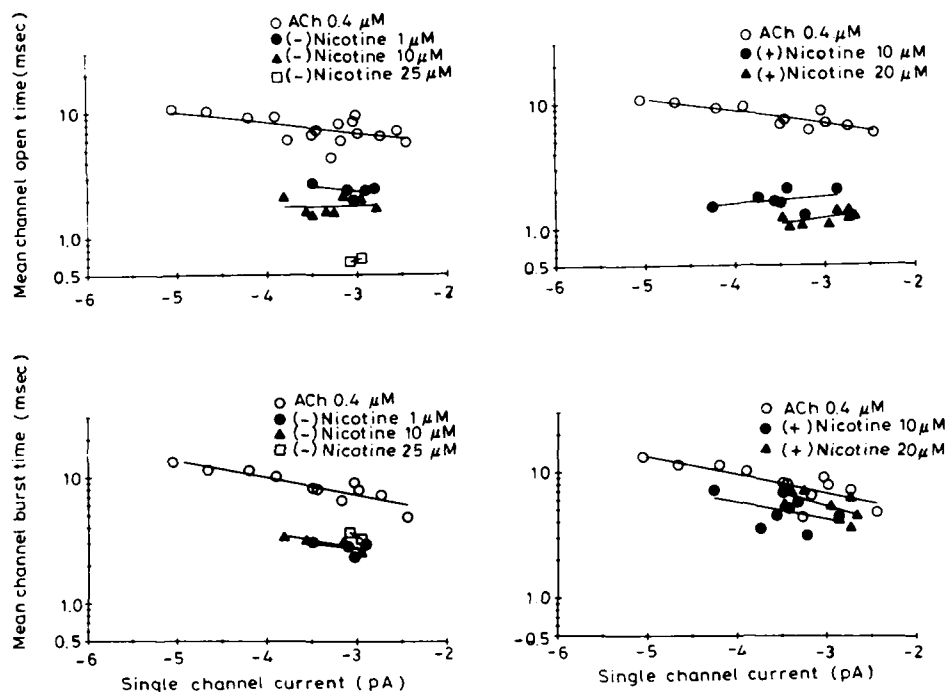 Mean channel open time (msec)
ACh 0.4 μM
(-)Nicotine 1 μM
(-)Nicotine 10 μM
(-)Nicotine 25 μM
10
1.0
0.5
-6
-5
-4
-3
-2
ACh 0.4 μM
(+)Nicotine 10 μM
(+)Nicotine 20 μM
10
1.0
0.5
-6
-5
-4
-3
-2
Mean channel burst time (msec)
ACh 0.4 μM
(-)Nicotine 1 μM
(-)Nicotine 10 μM
(-)Nicotine 25 μM
10
1.0
0.5
-6
-5
-4
-3
-2
Single channel current (pA)
ACh 0.4 μM
(+)Nicotine 10 μM
(+)Nicotine 20 μM
10
1.0
-0.5
-6
-5
-4
-3
-2
Single channel current (pA)